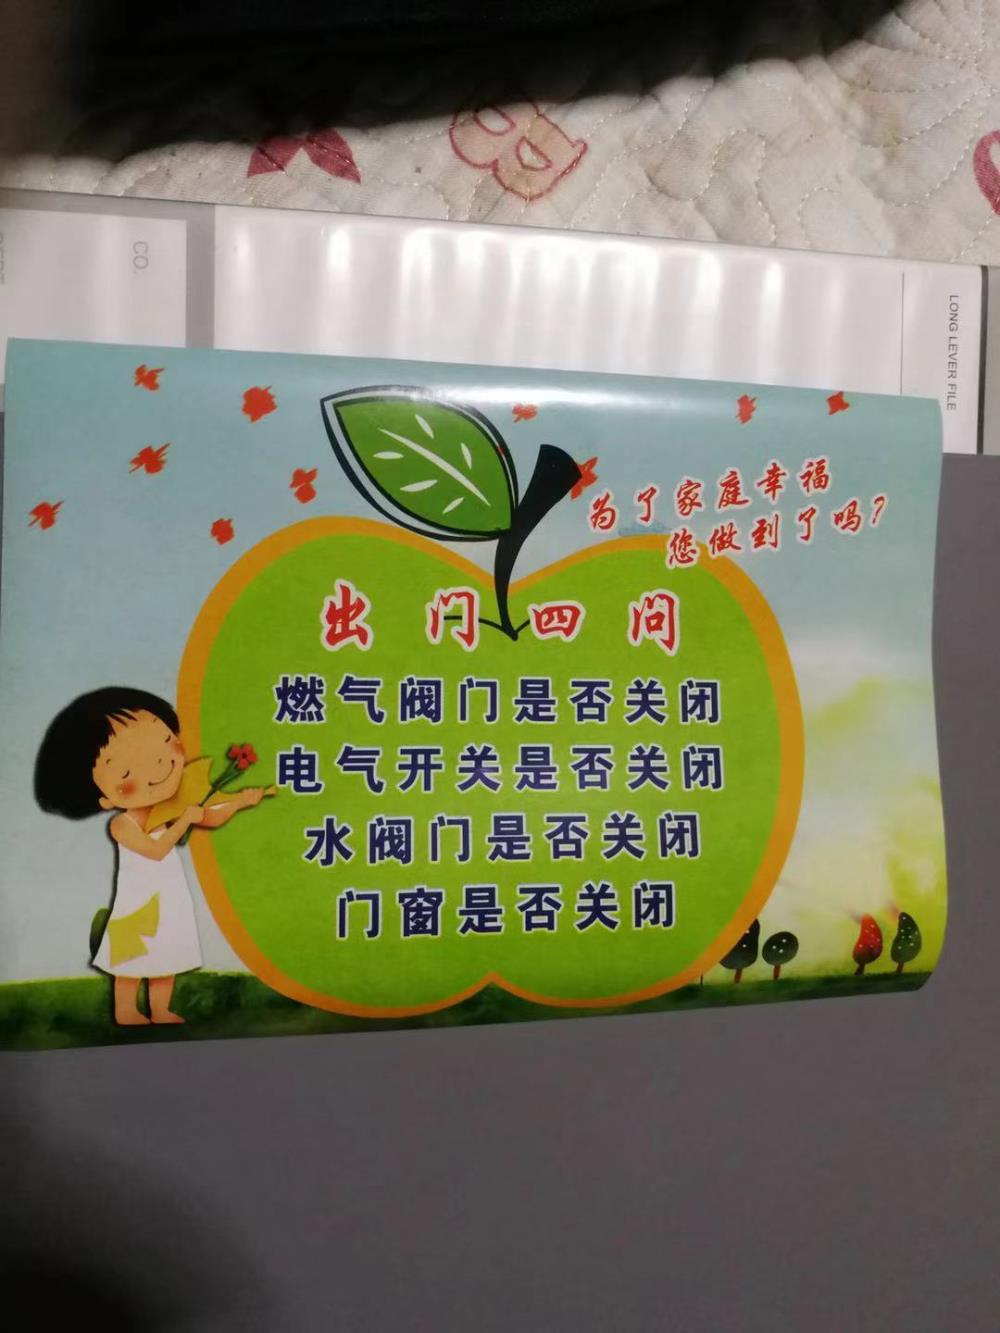 CO.
LONG LEVER FILE
为了家庭幸福
您做到了吗？
出门四问
燃气阀门是否关闭
电气开关是否关闭
水阀门是否关闭
门窗是否关闭